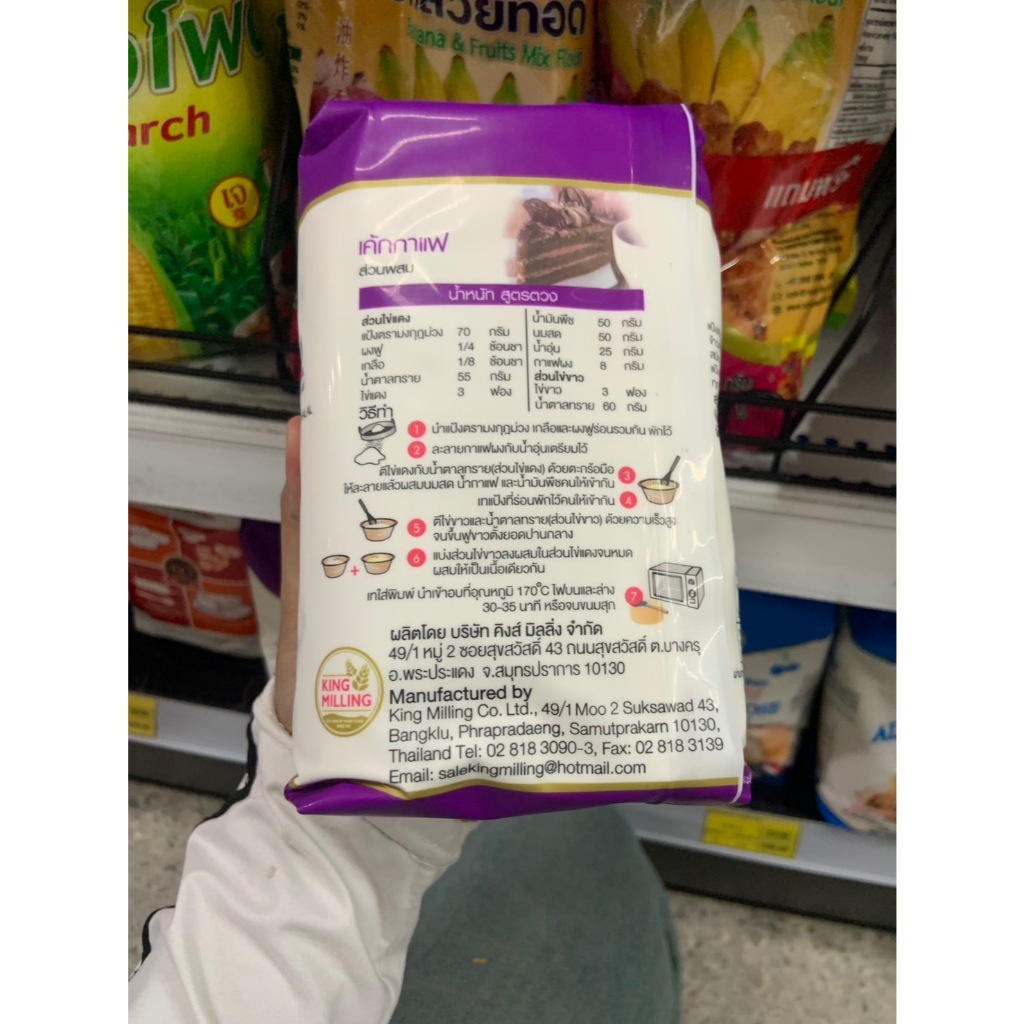 วยทอด
ana & Fruits Mix Flour
arch
เจ
แถมฟรี
เค้กกาแฟ
ส่วนผสม
น้ำหนัก สูตรตวง
ส่วนไข่แดง
แป้งตรามงกุฎม่วง 70 กรัม
ผงฟู 1/4 ช้อนชา
เกลือ 1/8 ช้อนชา
น้ำตาลทราย 55 กรัม
ไข่แดง 3 ฟอง
น้ำมันพืช 50 กรัม
นมสด 50 กรัม
น้ำอุ่น 25 กรัม
กาแฟผง 8 กรัม
ส่วนไข่ขาว
ไข่ขาว 3 ฟอง
น้ำตาลทราย 60 กรัม
วิธีทำ
1 นำแป้งตรามงกุฎม่วง เกลือและผงฟูร่อนรวมกัน พักไว้
2 ละลายกาแฟผงกับน้ำอุ่นเตรียมไว้
ตีไข่แดงกับน้ำตาลทราย(ส่วนไข่แดง) ด้วยตะกร้อมือ 3
ให้ละลายแล้วผสมนมสด น้ำกาแฟ และน้ำมันพืชคนให้เข้ากัน
เทแป้งที่ร่อนพักไว้คนให้เข้ากัน 4
5 ตีไข่ขาวและน้ำตาลทราย(ส่วนไข่ขาว) ด้วยความเร็วสูง
จนขึ้นฟูขาวตั้งยอดปานกลาง
6 แบ่งส่วนไข่ขาวลงผสมในส่วนไข่แดงจนหมด
ผสมให้เป็นเนื้อเดียวกัน
เทใส่พิมพ์ นำเข้าอบที่อุณหภูมิ 170°C ไฟบนและล่าง 7
30-35 นาที หรือจนขนมสุก
ผลิตโดย บริษัท คิงส์ มิลลิ่ง จำกัด
49/1 หมู่ 2 ซอยสุขสวัสดิ์ 43 ถนนสุขสวัสดิ์ ต.บางครุ
อ.พระประแดง จ.สมุทรปราการ 10130
KING
MILLING
Manufactured by
King Milling Co. Ltd., 49/1 Moo 2 Suksawad 43,
Bangklu, Phrapradaeng, Samutprakarn 10130,
Thailand Tel: 02 818 3090-3, Fax: 02 818 3139
Email: salekingmilling@hotmail.com